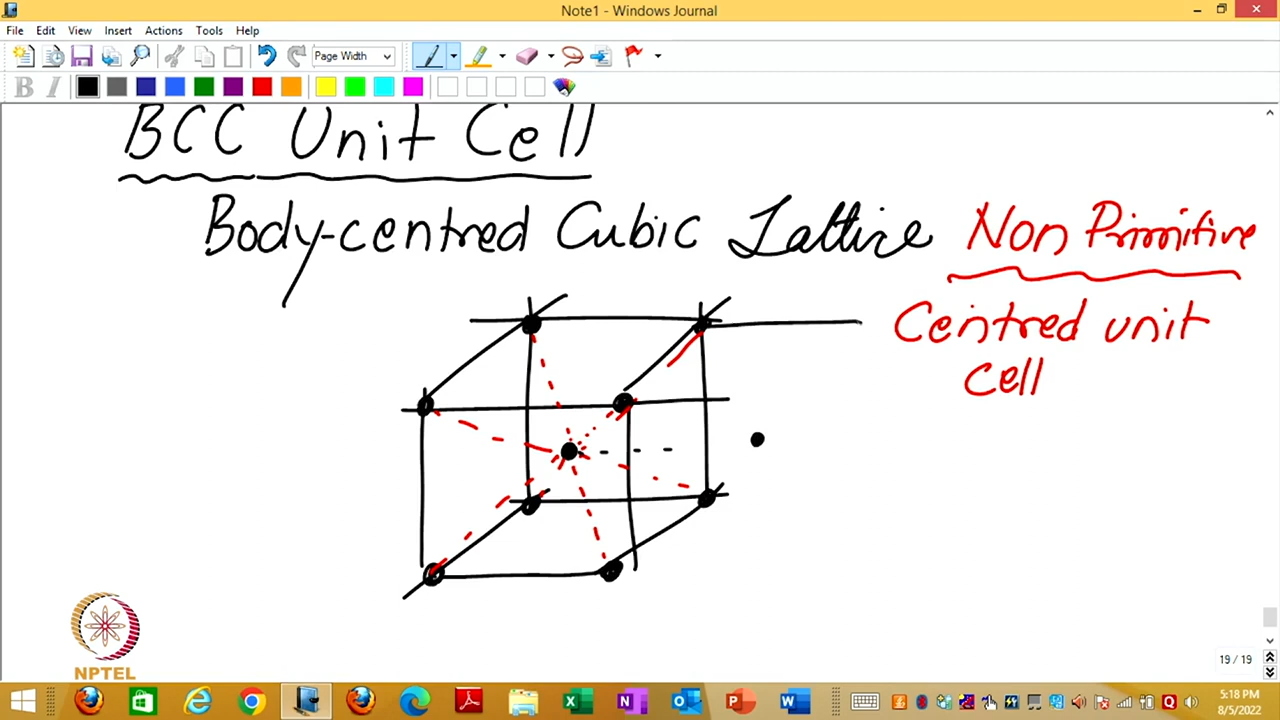 Note1 - Windows Journal
File Edit View Insert Actions Tools Help
Page Width
B I
BCC Unit Cell
Body-centred Cubic Lattice Non Primitive
Centred unit
cell
19 / 19
NPTEL
5:18 PM
8/5/2022